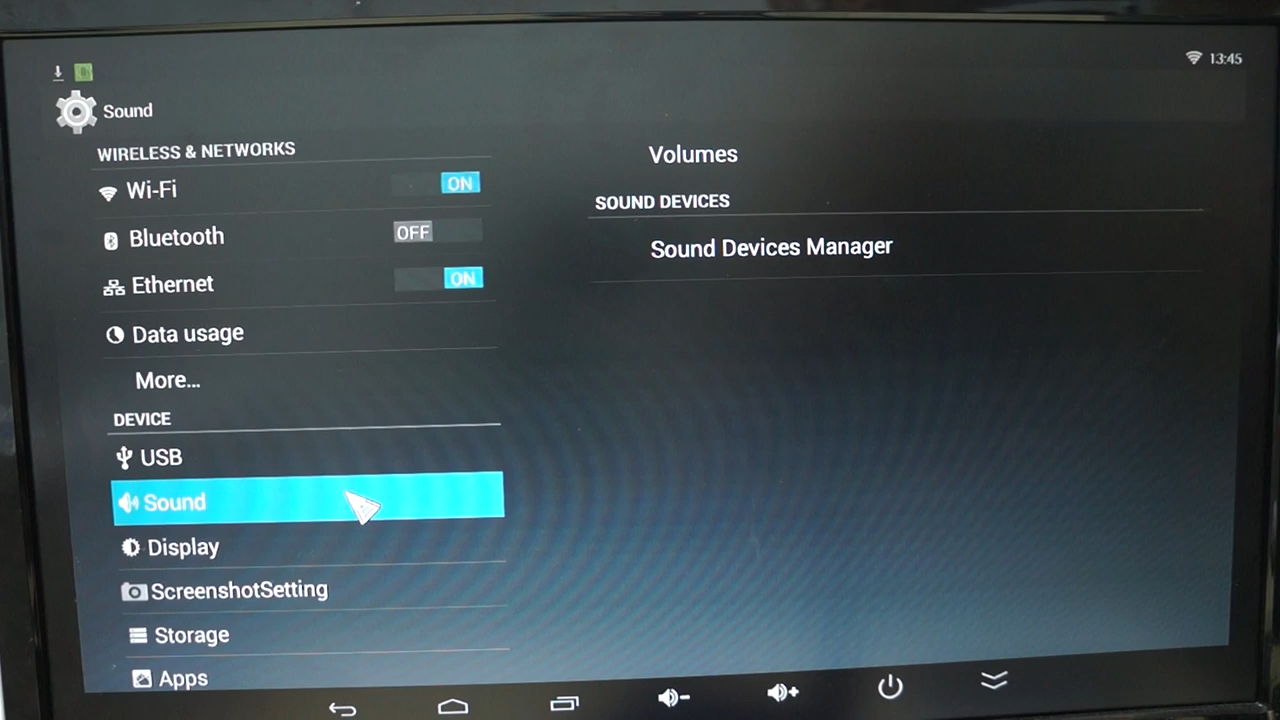 13:45
Sound
WIRELESS & NETWORKS
Wi-Fi ON
Bluetooth OFF
Ethernet ON
Data usage
More...
DEVICE
USB
Sound
Display
ScreenshotSetting
Storage
Apps
Volumes
SOUND DEVICES
Sound Devices Manager